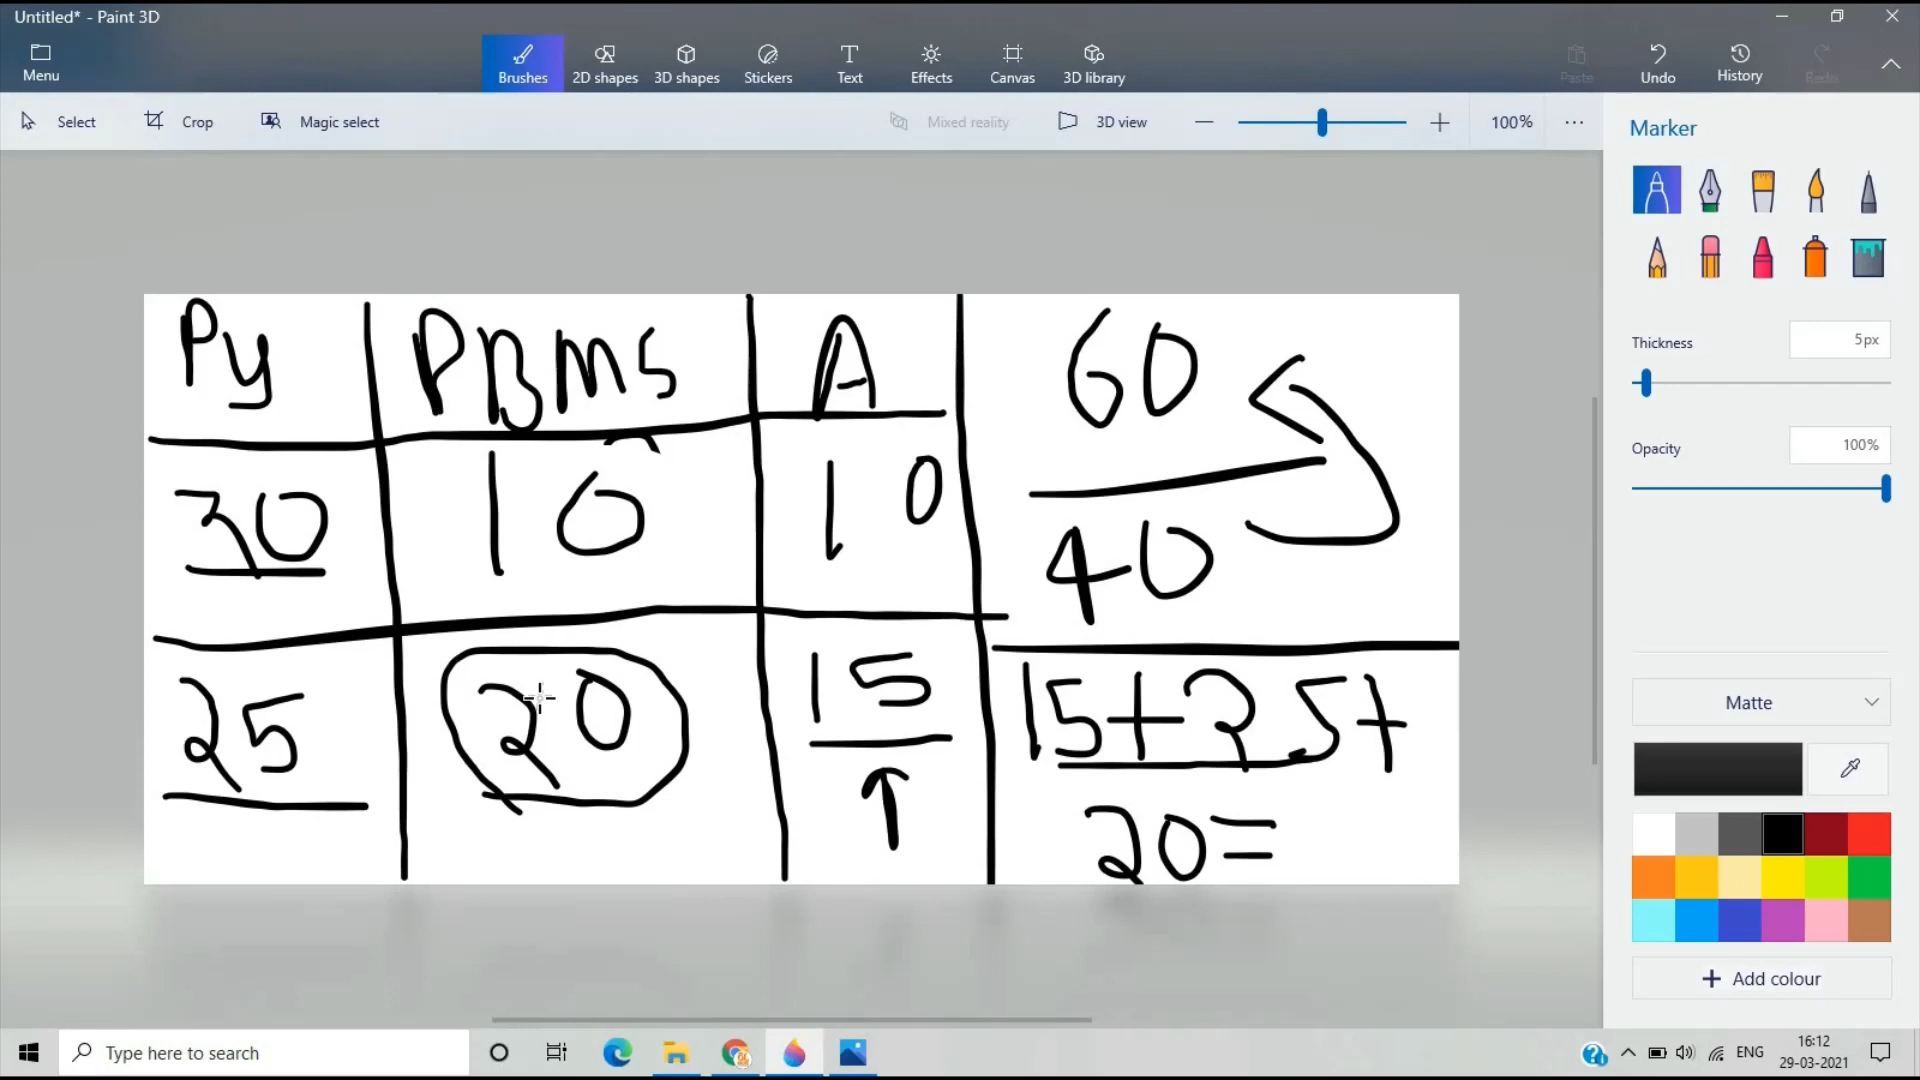 Untitled* - Paint 3D
Menu
Brushes
2D shapes
3D shapes
Stickers
Text
Effects
Canvas
3D library
Paste
Undo
History
Redo
Select
Crop
Magic select
Mixed reality
3D view
100%
Marker
Thickness
5px
Opacity
100%
Matte
Add colour
Py PBMS A 60
30 10 10 40
25 20 15 15+25+
20=
Type here to search
ENG
16:12
29-03-2021